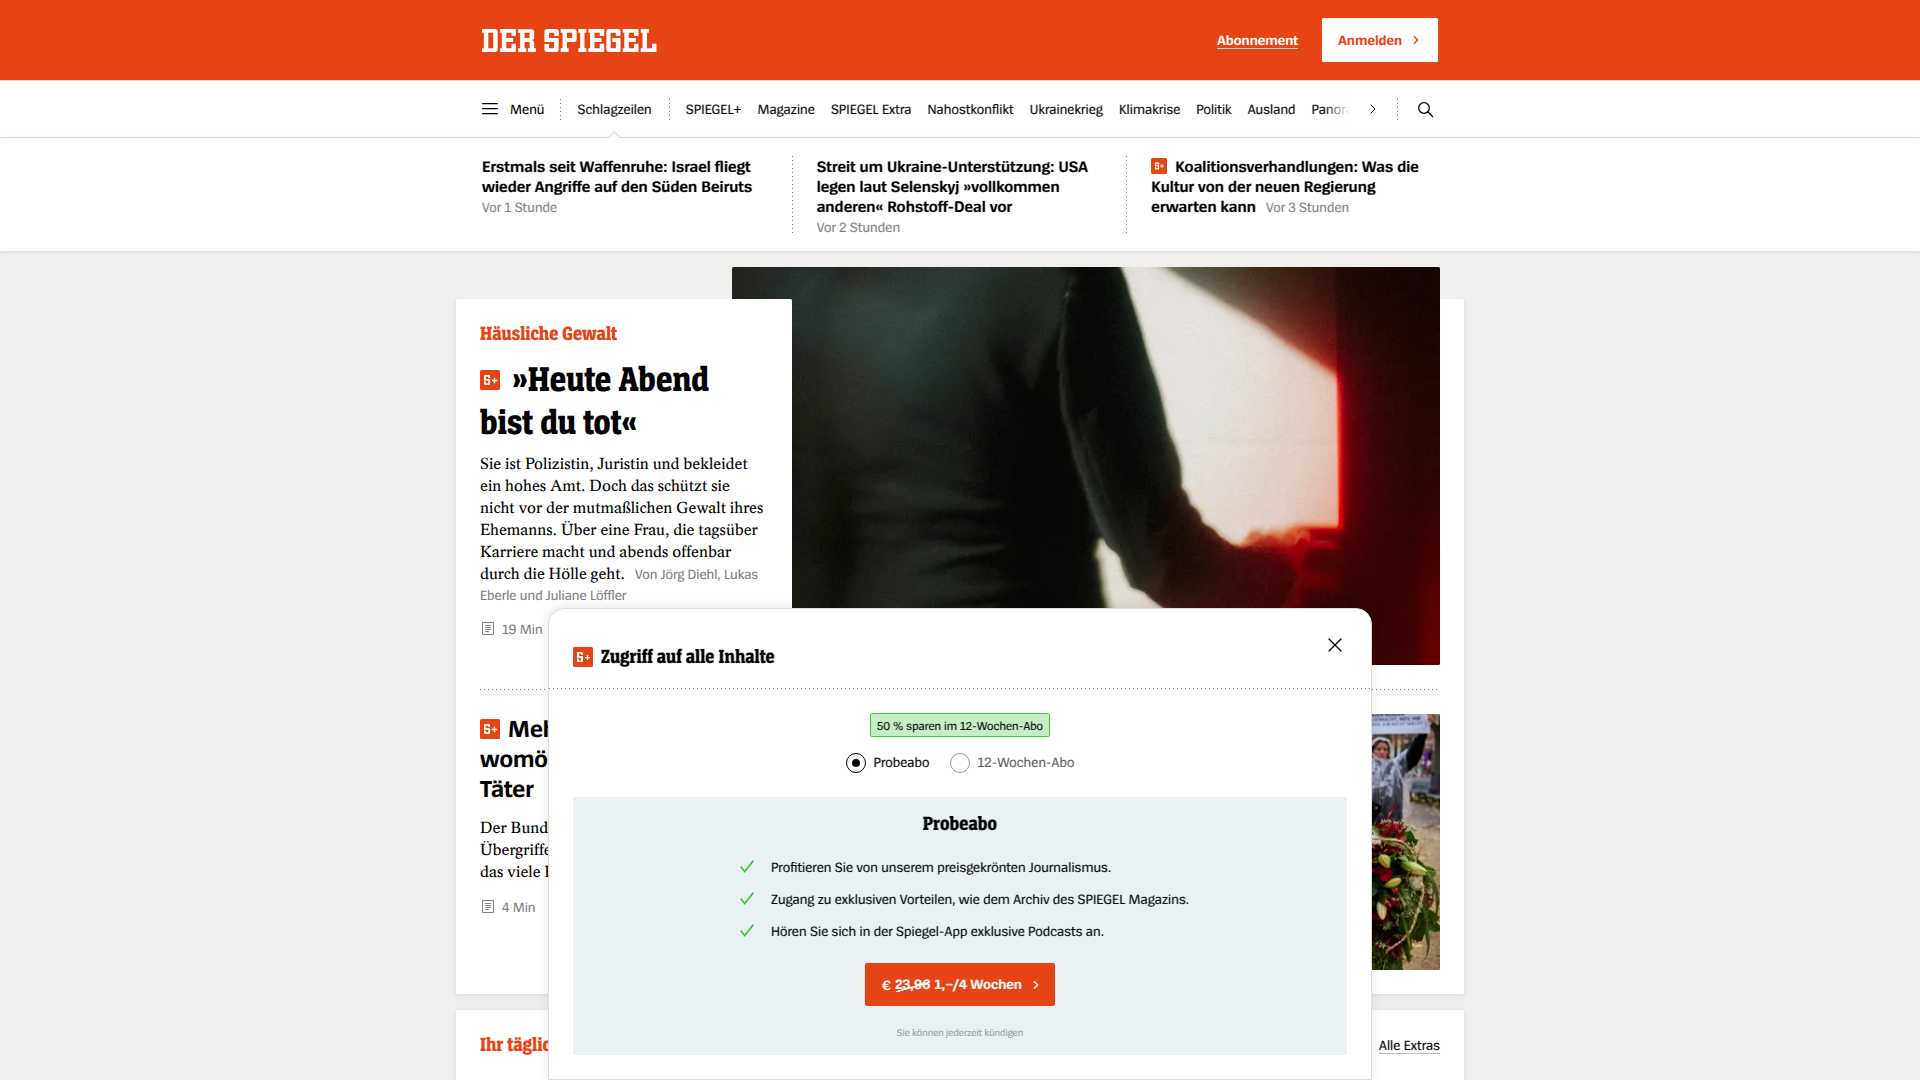 DER SPIEGEL
Abonnement
Anmelden
Menü
Schlagzeilen
SPIEGEL+
Magazine
SPIEGEL Extra
Nahostkonflikt
Ukrainekrieg
Klimakrise
Politik
Ausland
Panor
Erstmals seit Waffenruhe: Israel fliegt
wieder Angriffe auf den Süden Beiruts
Vor 1 Stunde
Streit um Ukraine-Unterstützung: USA
legen laut Selenskyj »vollkommen
anderen« Rohstoff-Deal vor
Vor 2 Stunden
S+ Koalitionsverhandlungen: Was die
Kultur von der neuen Regierung
erwarten kann Vor 3 Stunden
Häusliche Gewalt
S+ »Heute Abend
bist du tot«
Sie ist Polizistin, Juristin und bekleidet
ein hohes Amt. Doch das schützt sie
nicht vor der mutmaßlichen Gewalt ihres
Ehemanns. Über eine Frau, die tagsüber
Karriere macht und abends offenbar
durch die Hölle geht. Von Jörg Diehl, Lukas
Eberle und Juliane Löffler
19 Min
S+ Meh
womö
Täter
Der Bund
Übergriffe
das viele
4 Min
S+ Zugriff auf alle Inhalte
50 % sparen im 12-Wochen-Abo
Probeabo
12-Wochen-Abo
Probeabo
Profitieren Sie von unserem preisgekrönten Journalismus.
Zugang zu exklusiven Vorteilen, wie dem Archiv des SPIEGEL Magazins.
Hören Sie sich in der Spiegel-App exklusive Podcasts an.
€ 23,96 1,–/4 Wochen
Sie können jederzeit kündigen
Ihr täglic
Alle Extras